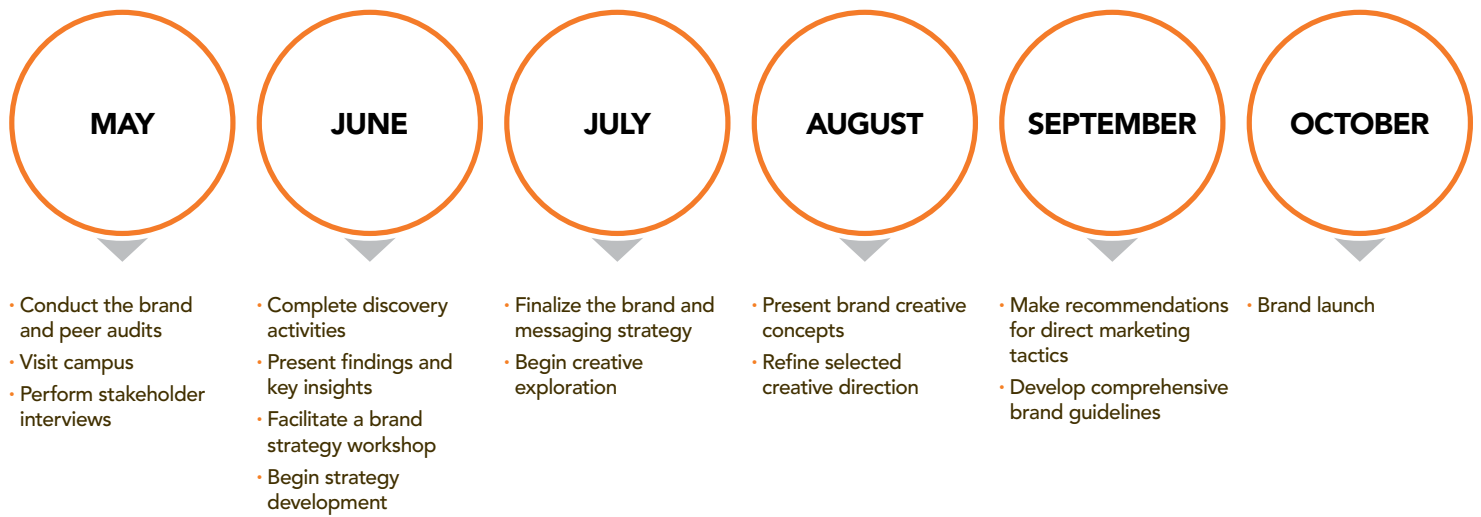 MAY
JUNE
JULY
AUGUST
SEPTEMBER
OCTOBER
• Conduct the brand
and peer audits
• Visit campus
• Perform stakeholder
interviews
• Complete discovery
activities
• Present findings and
key insights
• Facilitate a brand
strategy workshop
• Begin strategy
development
• Finalize the brand and
messaging strategy
• Begin creative
exploration
• Present brand creative
concepts
• Refine selected
creative direction
• Make recommendations
for direct marketing
tactics
• Develop comprehensive
brand guidelines
• Brand launch